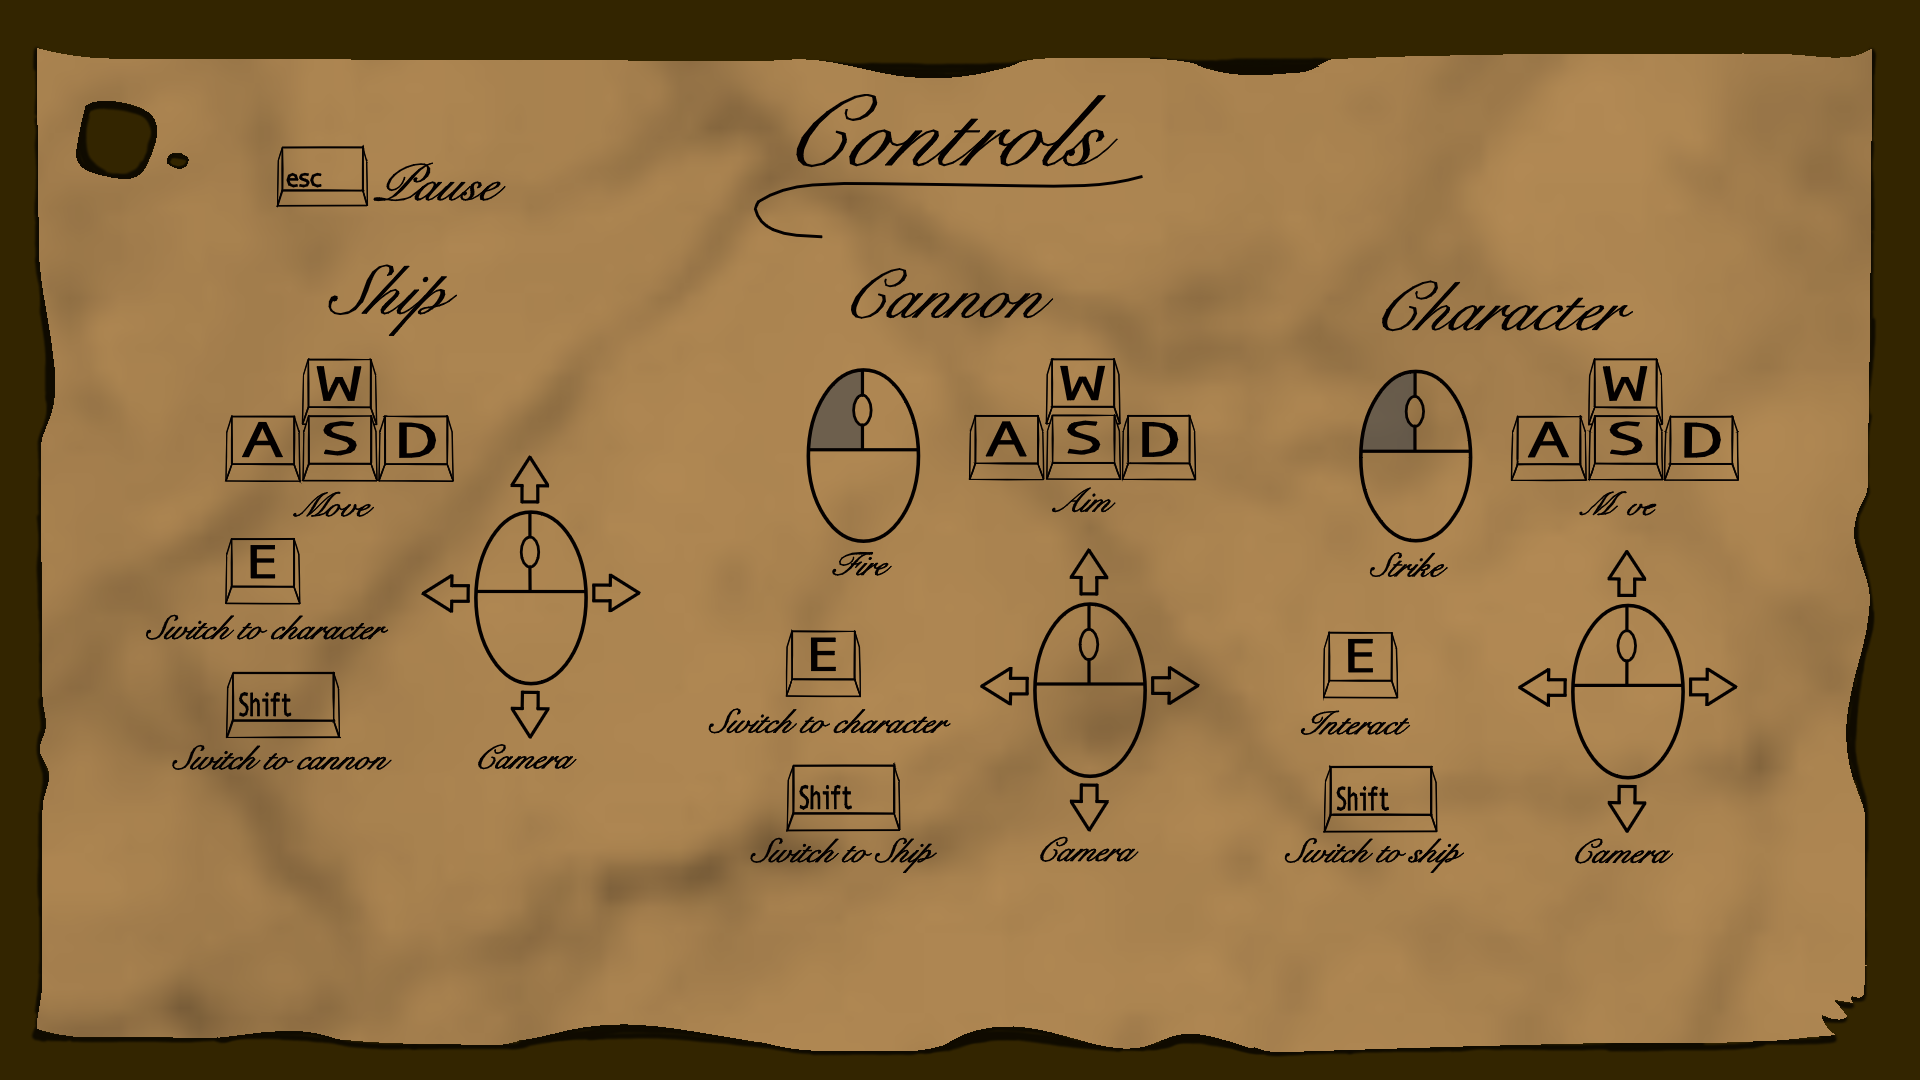 Controls
esc Pause
Ship
W
A S D
Move
E
Switch to character
Shift
Switch to cannon
Camera
Cannon
Fire
W
A S D
Aim
E
Switch to character
Shift
Switch to Ship
Camera
Character
Strike
W
A S D
M ve
E
Interact
Shift
Switch to ship
Camera